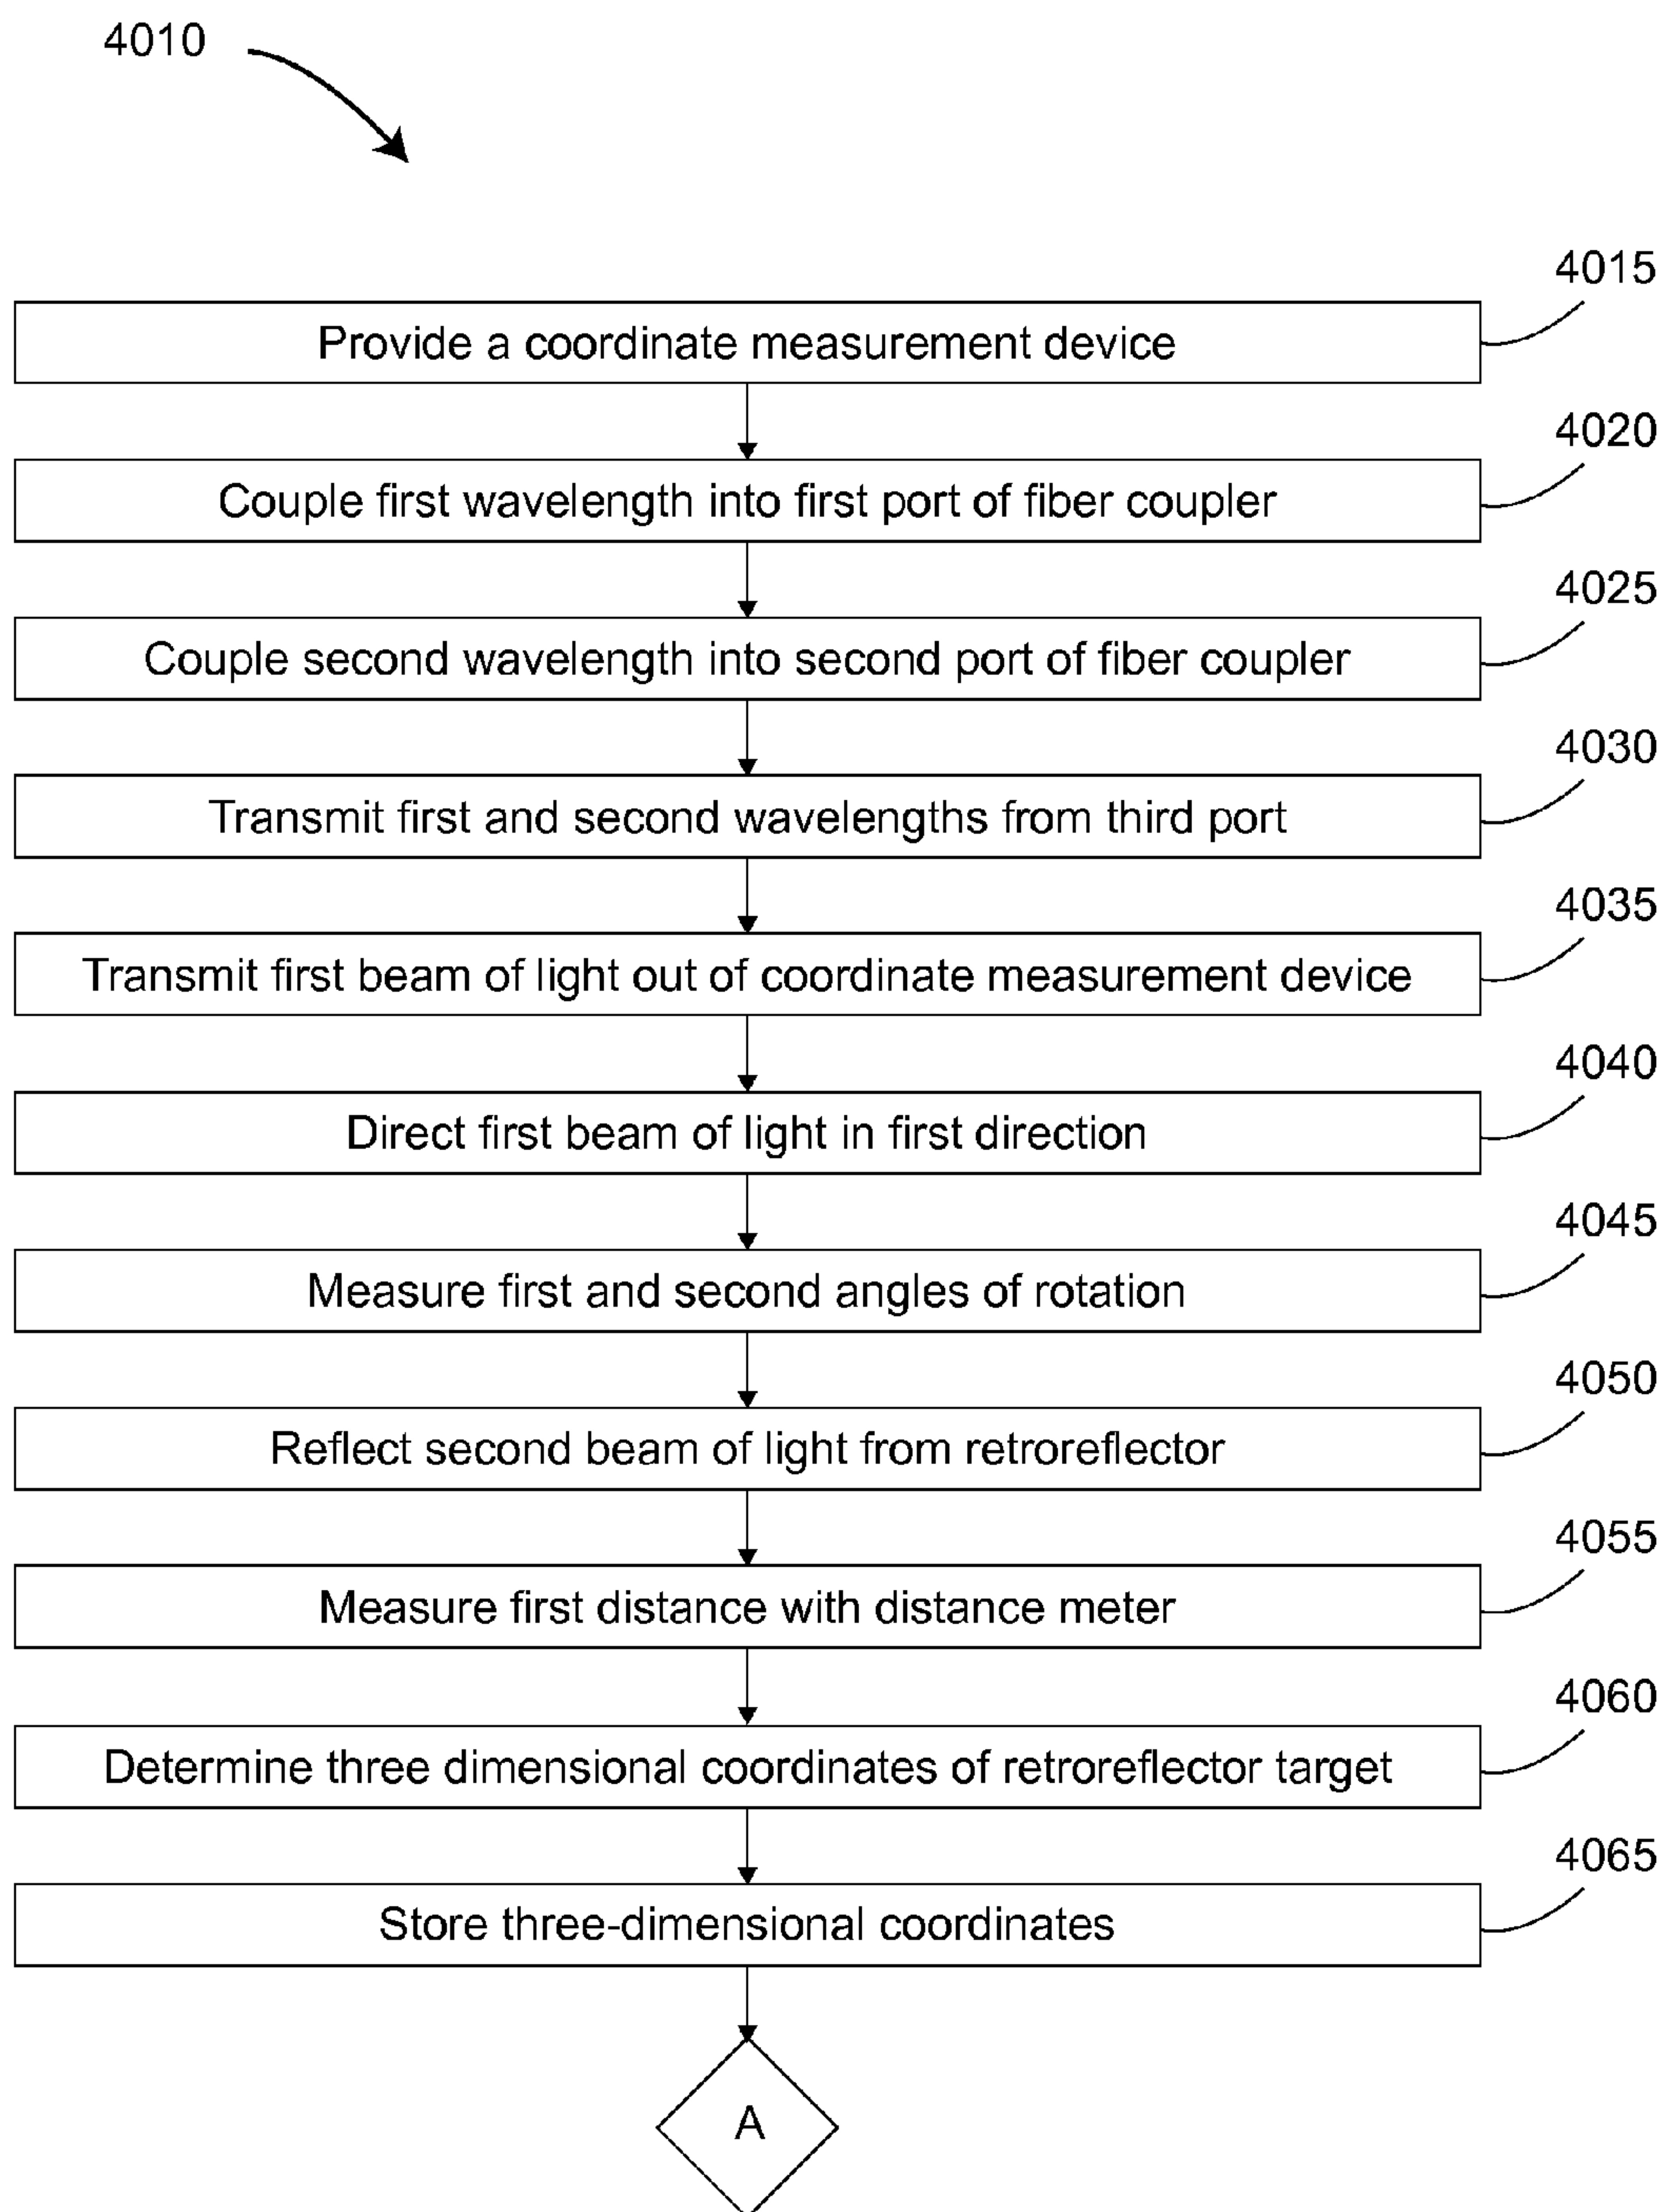 4010
4015
Provide a coordinate measurement device
4020
Couple first wavelength into first port of fiber coupler
4025
Couple second wavelength into second port of fiber coupler
4030
Transmit first and second wavelengths from third port
4035
Transmit first beam of light out of coordinate measurement device
4040
Direct first beam of light in first direction
4045
Measure first and second angles of rotation
4050
Reflect second beam of light from retroreflector
4055
Measure first distance with distance meter
4060
Determine three dimensional coordinates of retroreflector target
4065
Store three-dimensional coordinates
A